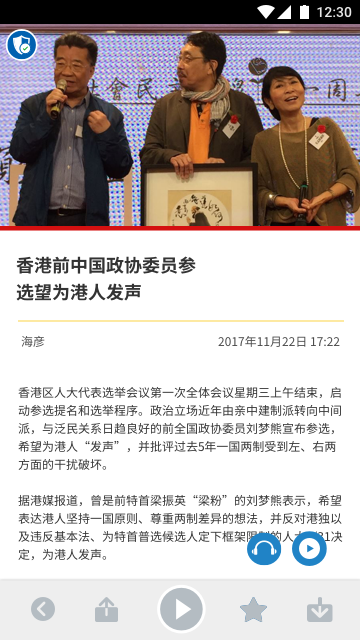 12:30
香港前中国政协委员参
选望为港人发声
海彦 2017年11月22日 17:22
香港区人大代表选举会议第一次全体会议星期三上午结束，启
动参选提名和选举程序。政治立场近年由亲中建制派转向中间
派，与泛民关系日趋良好的前全国政协委员刘梦熊宣布参选，
希望为港人“发声”，并批评过去5年一国两制受到左、右两
方面的干扰破坏。
据港媒报道，曾是前特首梁振英“梁粉”的刘梦熊表示，希望
表达港人坚持一国原则、尊重两制差异的想法，并反对港独以
及违反基本法、为特首普选候选人定下框架限制的人大831决
定，为港人发声。